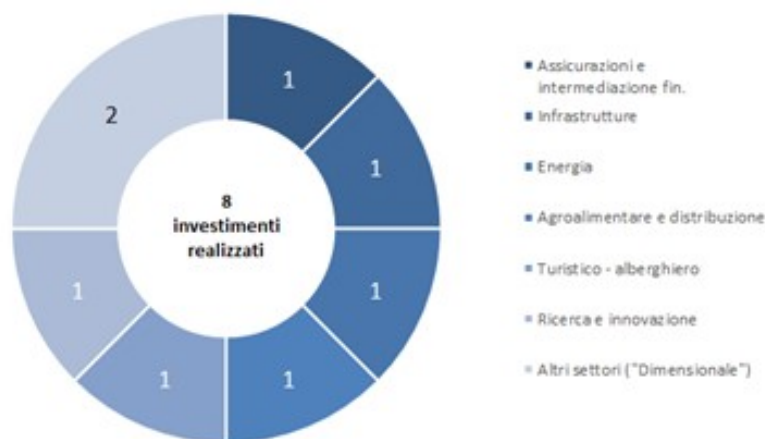 1
2
1
8
investimenti
realizzati
1
1
1
1
Assicurazioni e
intermediazione fin.
Infrastrutture
Energia
Agroalimentare e distribuzione
Turistico - alberghiero
Ricerca e innovazione
Altri settori ("Dimensionale")